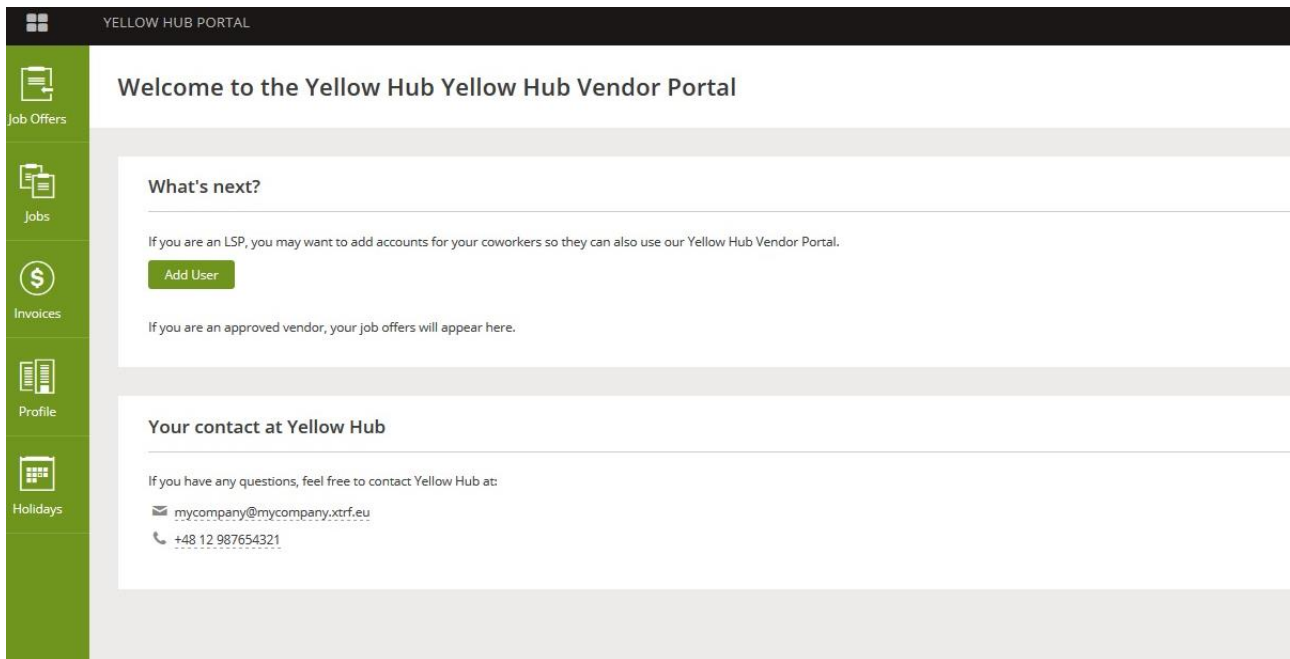 YELLOW HUB PORTAL
Job Offers
Jobs
Invoices
Profile
Holidays
Welcome to the Yellow Hub Yellow Hub Vendor Portal
What's next?
If you are an LSP, you may want to add accounts for your coworkers so they can also use our Yellow Hub Vendor Portal.
Add User
If you are an approved vendor, your job offers will appear here.
Your contact at Yellow Hub
If you have any questions, feel free to contact Yellow Hub at:
mycompany@mycompany.xtrf.eu
+48 12 987654321